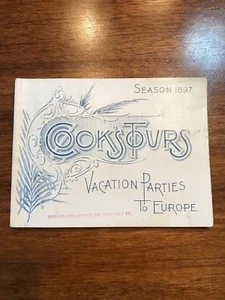 SEASON 1897.
COOK'S TOURS
VACATION PARTIES
TO EUROPE.